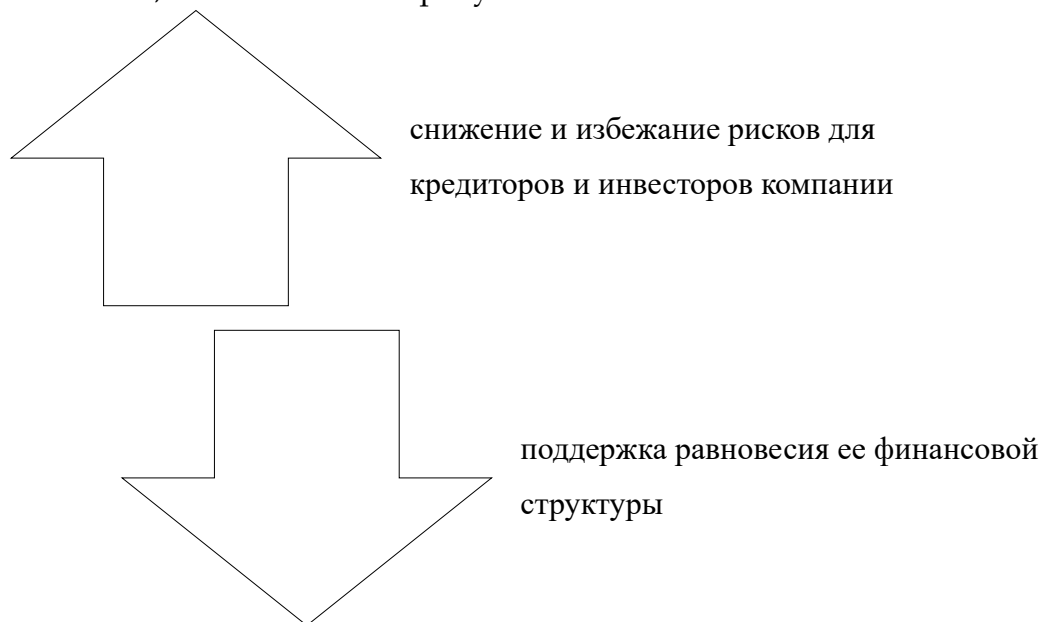 снижение и избежание рисков для
кредиторов и инвесторов компании
поддержка равновесия ее финансовой
структуры